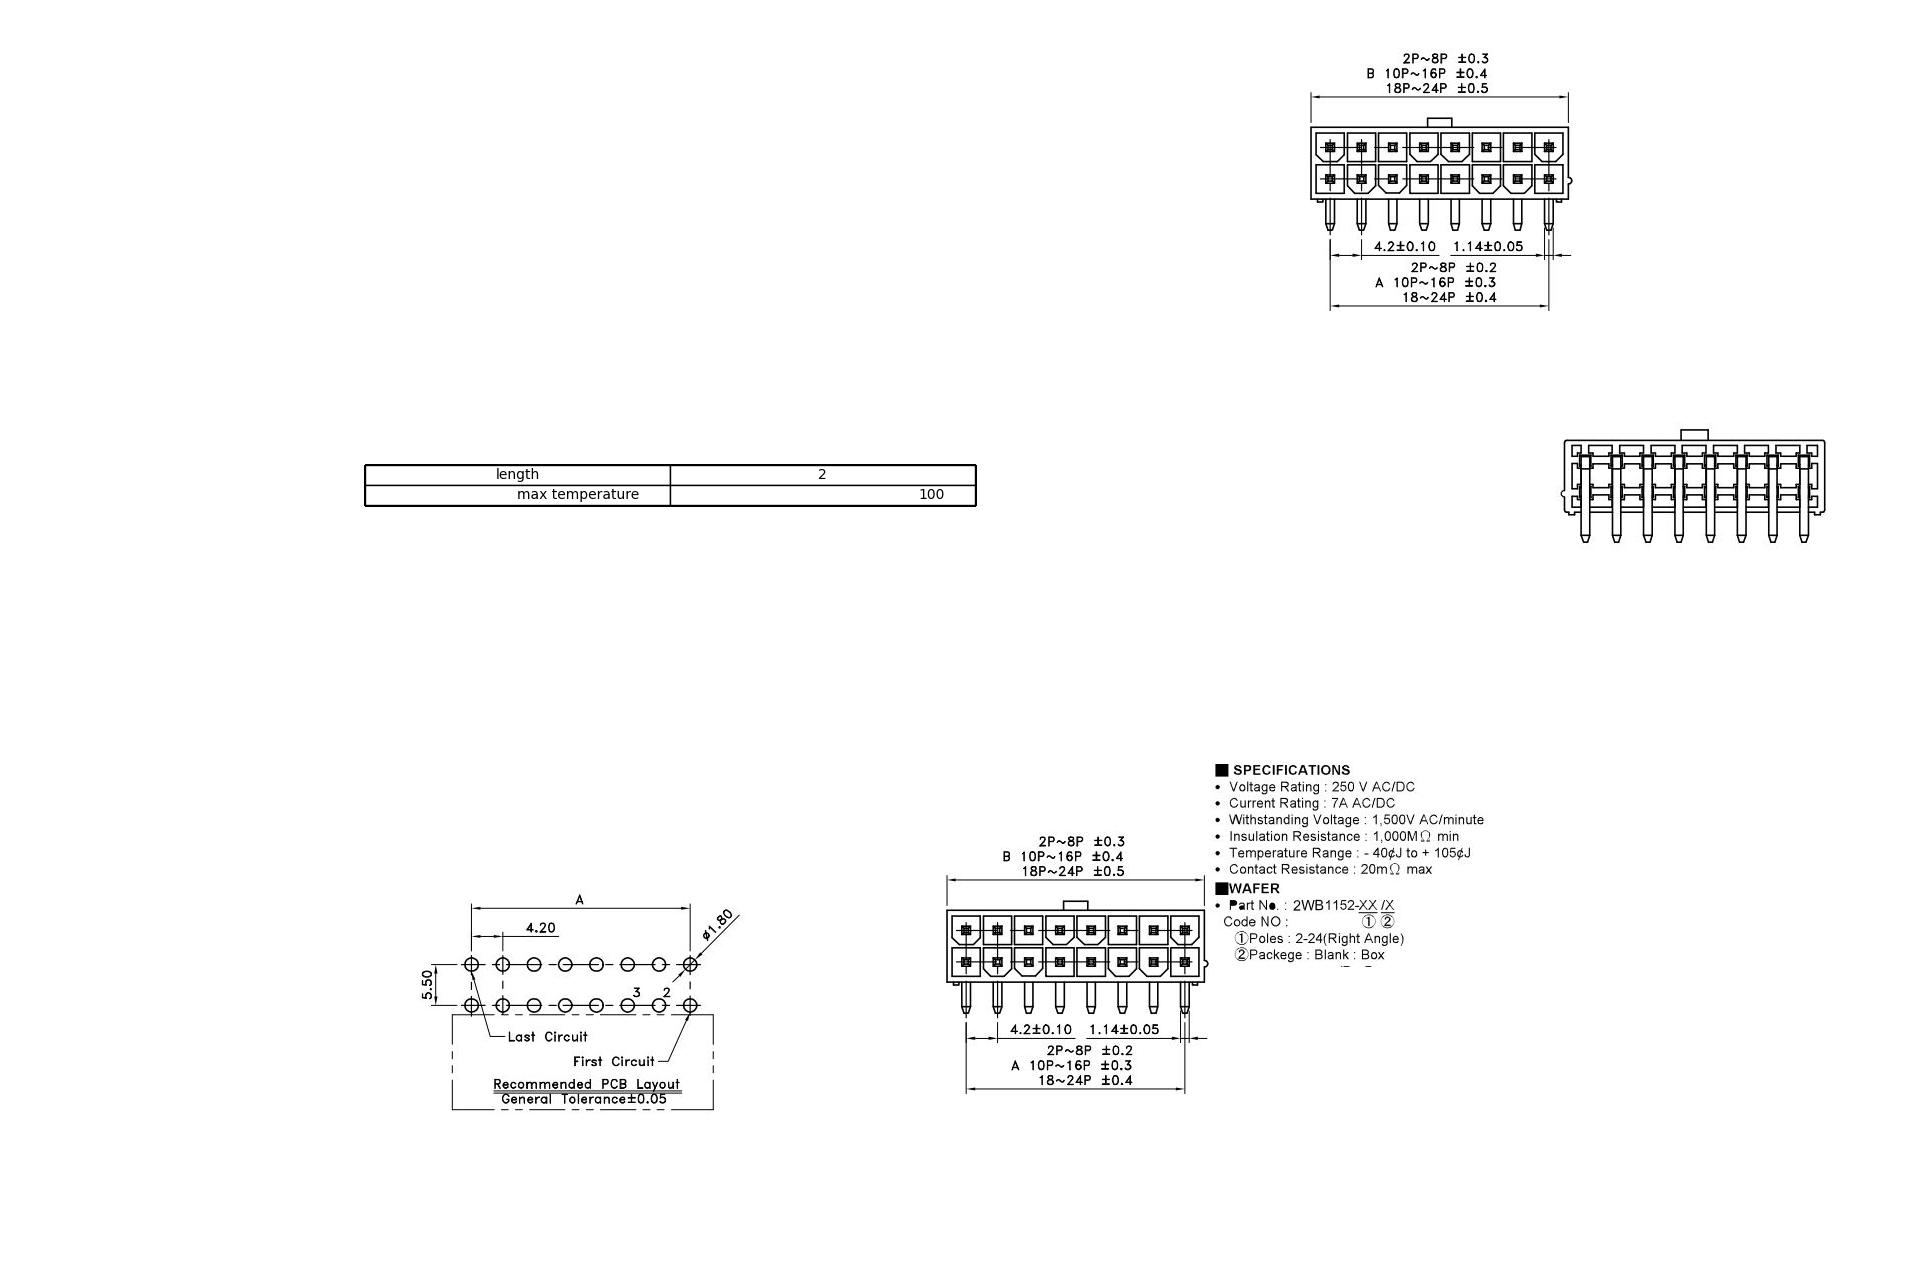 2P~8P ±0.3
B 10P~16P ±0.4
18P~24P ±0.5
4.2±0.10 1.14±0.05
2P~8P ±0.2
A 10P~16P ±0.3
18~24P ±0.4
length 2
max temperature 100
■ SPECIFICATIONS
• Voltage Rating : 250 V AC/DC
• Current Rating : 7A AC/DC
• Withstanding Voltage : 1,500V AC/minute
• Insulation Resistance : 1,000MΩ min
• Temperature Range : - 40¢J to + 105¢J
• Contact Resistance : 20mΩ max
■WAFER
• Part No. : 2WB1152-XX /X
Code NO : ① ②
①Poles : 2-24(Right Angle)
②Packege : Blank : Box
2P~8P ±0.3
B 10P~16P ±0.4
18P~24P ±0.5
4.2±0.10 1.14±0.05
2P~8P ±0.2
A 10P~16P ±0.3
18~24P ±0.4
A
4.20
ø1.80
5.50
3 2
Last Circuit
First Circuit
Recommended PCB Layout
General Tolerance±0.05